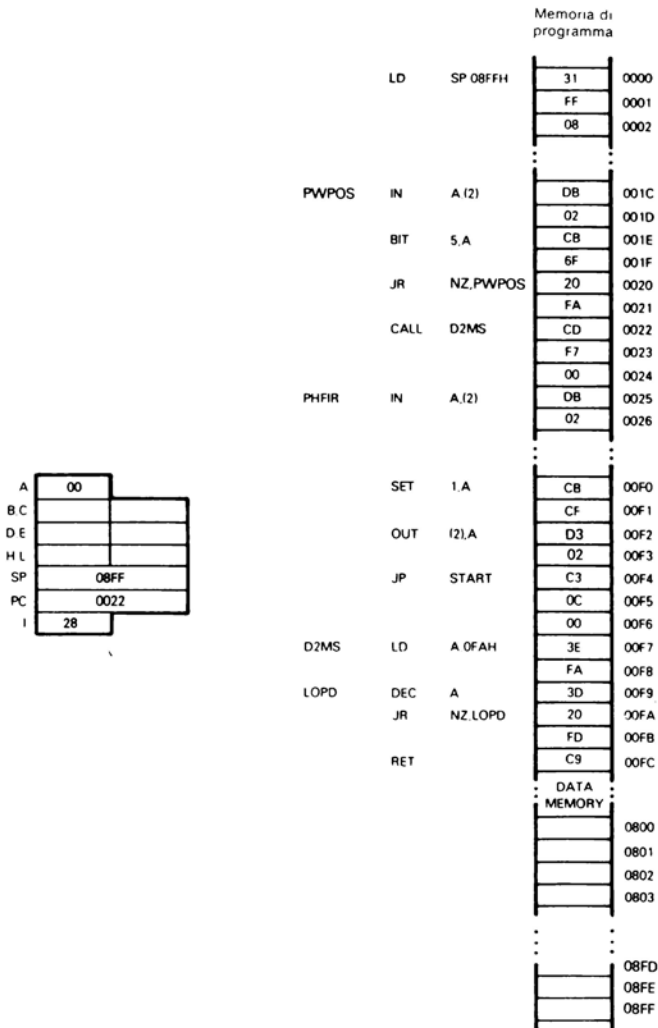 Memoria di
programma
LD SP 08FFH 31 0000
FF 0001
08 0002
PWPOS IN A,(2) DB 001C
02 001D
BIT 5,A CB 001E
6F 001F
JR NZ,PWPOS 20 0020
FA 0021
CALL D2MS CD 0022
F7 0023
00 0024
PHFIR IN A,(2) DB 0025
02 0026
A 00
B C
D E
H L
SP 08FF
PC 0022
I 28
SET 1,A CB 00F0
CF 00F1
OUT (2),A D3 00F2
02 00F3
JP START C3 00F4
0C 00F5
00 00F6
D2MS LD A 0FAH 3E 00F7
FA 00F8
LOPD DEC A 3D 00F9
JR NZ,LOPD 20 00FA
FD 00FB
RET C9 00FC
DATA
MEMORY
0800
0801
0802
0803
08FD
08FE
08FF